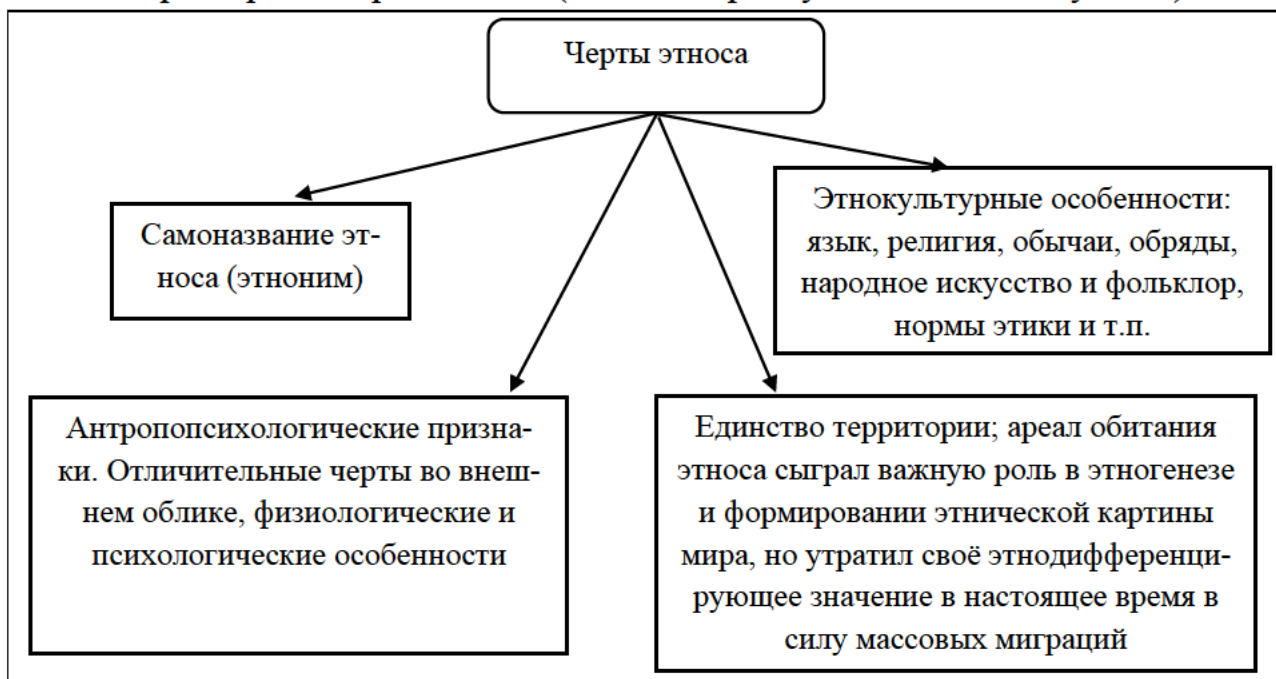 Черты этноса
Самоназвание эт-
носа (этноним)
Этнокультурные особенности:
язык, религия, обычаи, обряды,
народное искусство и фольклор,
нормы этики и т.п.
Антропопсихологические призна-
ки. Отличительные черты во внеш-
нем облике, физиологические и
психологические особенности
Единство территории; ареал обитания
этноса сыграл важную роль в этногенезе
и формировании этнической картины
мира, но утратил своё этнодифференци-
рующее значение в настоящее время в
силу массовых миграций